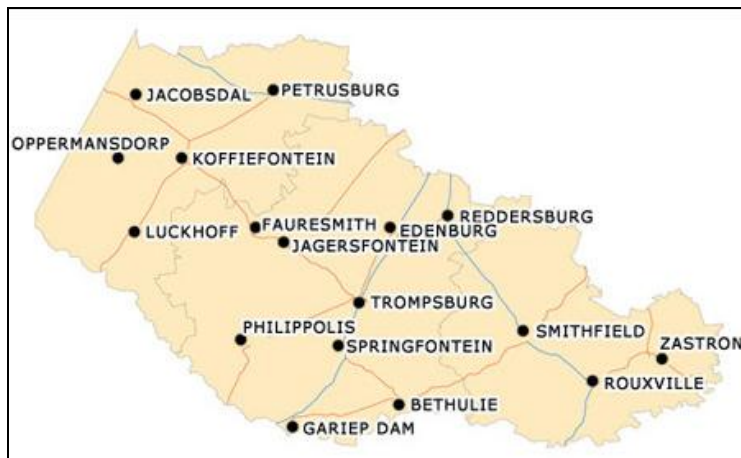 PETRUSBURG
JACOBSDAL
OPPERMANSDORP
KOFFIEFONTEIN
REDDERSBURG
FAURESMITH
EDENBURG
LUCKHOFF
JAGERSFONTEIN
TROMPSBURG
PHILIPPOLIS
SMITHFIELD
SPRINGFONTEIN
ZASTRON
ROUXVILLE
BETHULIE
GARIEP DAM